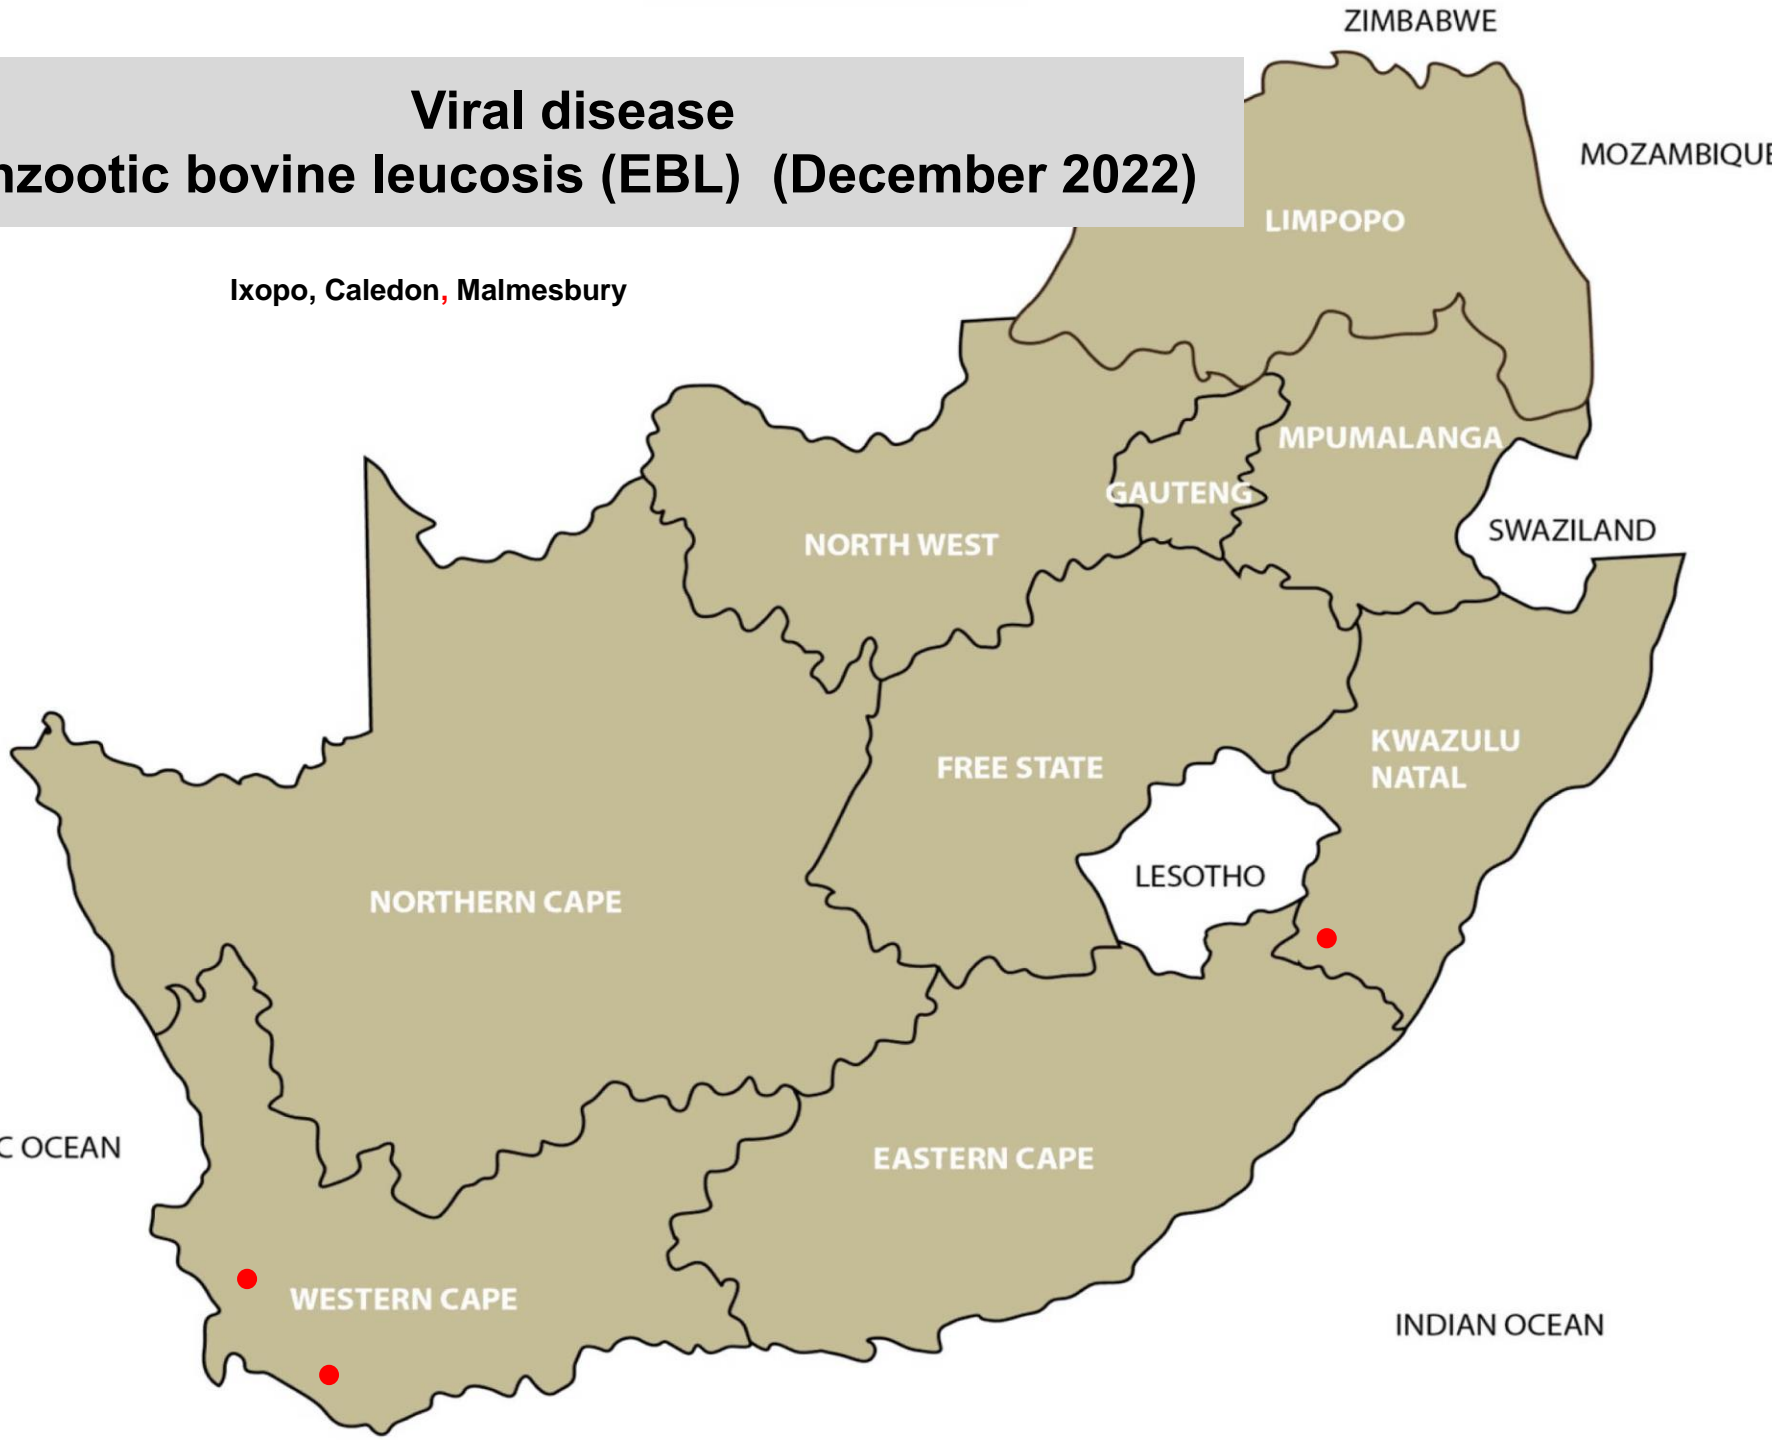 ZIMBABWE
Viral disease
nzootic bovine leucosis (EBL) (December 2022)
MOZAMBIQUE
LIMPOPO
Ixopo, Caledon, Malmesbury
MPUMALANGA
GAUTENG
SWAZILAND
NORTH WEST
KWAZULU
NATAL
FREE STATE
LESOTHO
NORTHERN CAPE
C OCEAN
EASTERN CAPE
WESTERN CAPE
INDIAN OCEAN